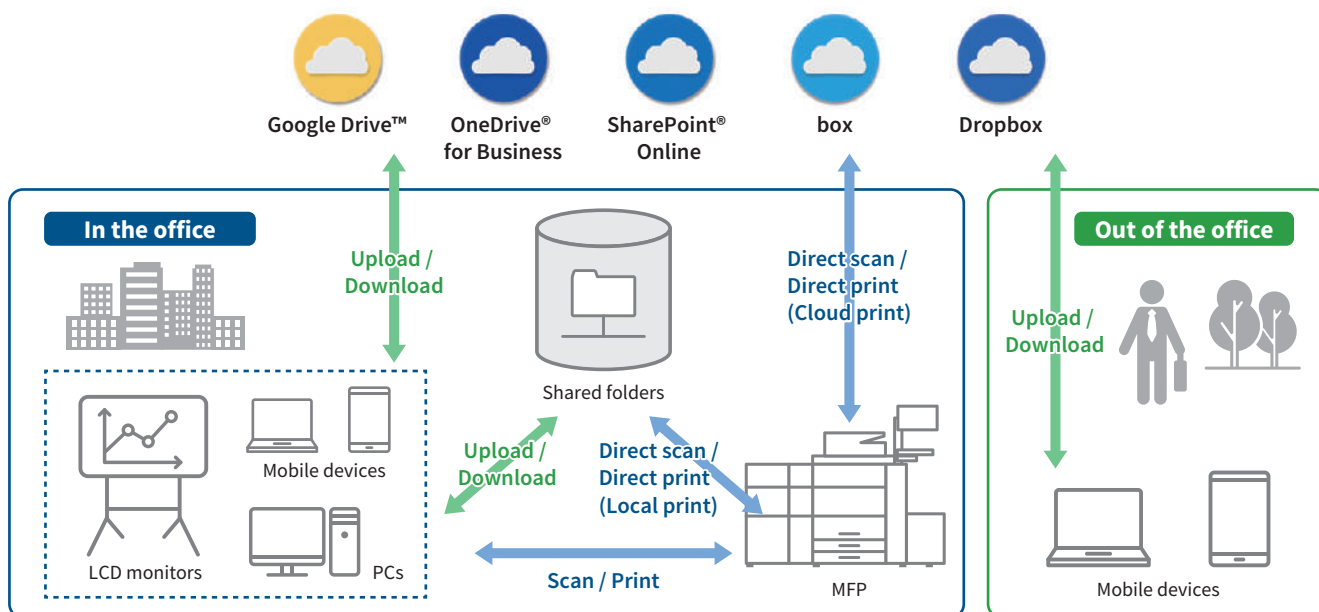 Google Drive™
OneDrive®
for Business
SharePoint®
Online
box
Dropbox
In the office
Upload /
Download
Direct scan /
Direct print
(Cloud print)
Out of the office
Upload /
Download
Shared folders
Mobile devices
LCD monitors
PCs
Upload /
Download
Direct scan /
Direct print
(Local print)
Scan / Print
MFP
Mobile devices